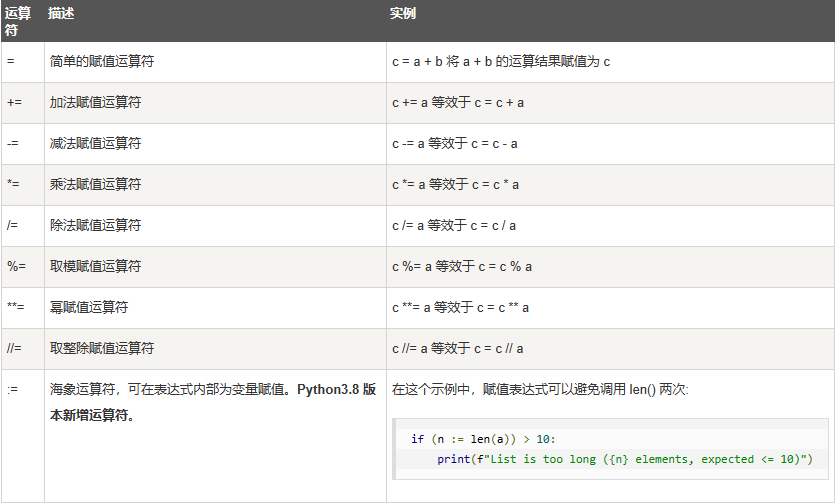 运算符 描述 实例
= 简单的赋值运算符 c = a + b 将 a + b 的运算结果赋值为 c
+= 加法赋值运算符 c += a 等效于 c = c + a
-= 减法赋值运算符 c -= a 等效于 c = c - a
*= 乘法赋值运算符 c *= a 等效于 c = c * a
/= 除法赋值运算符 c /= a 等效于 c = c / a
%= 取模赋值运算符 c %= a 等效于 c = c % a
**= 幂赋值运算符 c **= a 等效于 c = c ** a
//= 取整除赋值运算符 c //= a 等效于 c = c // a
:= 海象运算符，可在表达式内部为变量赋值。Python3.8 版
本新增运算符。
在这个示例中，赋值表达式可以避免调用 len() 两次:
if (n := len(a)) > 10:
print(f"List is too long ({n} elements, expected <= 10)")